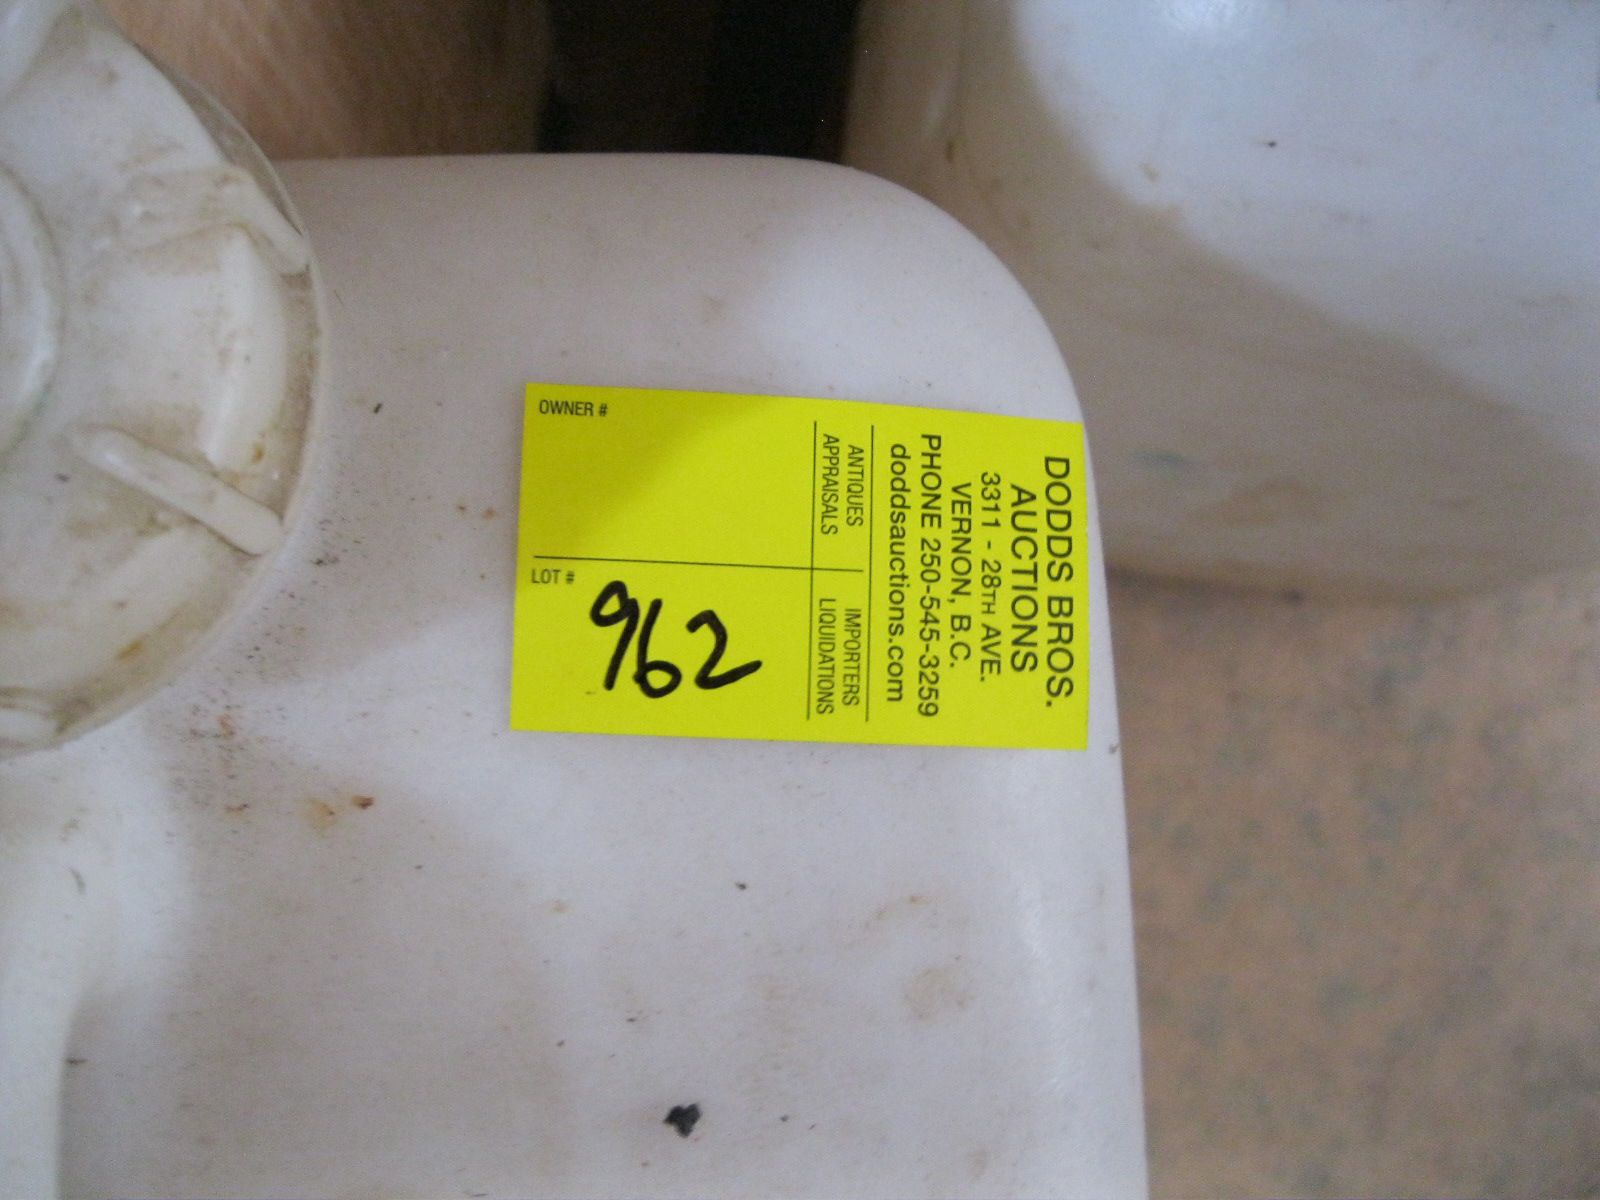 DODDS BROS.
AUCTIONS
3311 - 28TH AVE.
VERNON, B.C.
PHONE 250-545-3259
doddsauctions.com
ANTIQUES
APPRAISALS
IMPORTERS
LIQUIDATIONS
OWNER #
LOT #
962